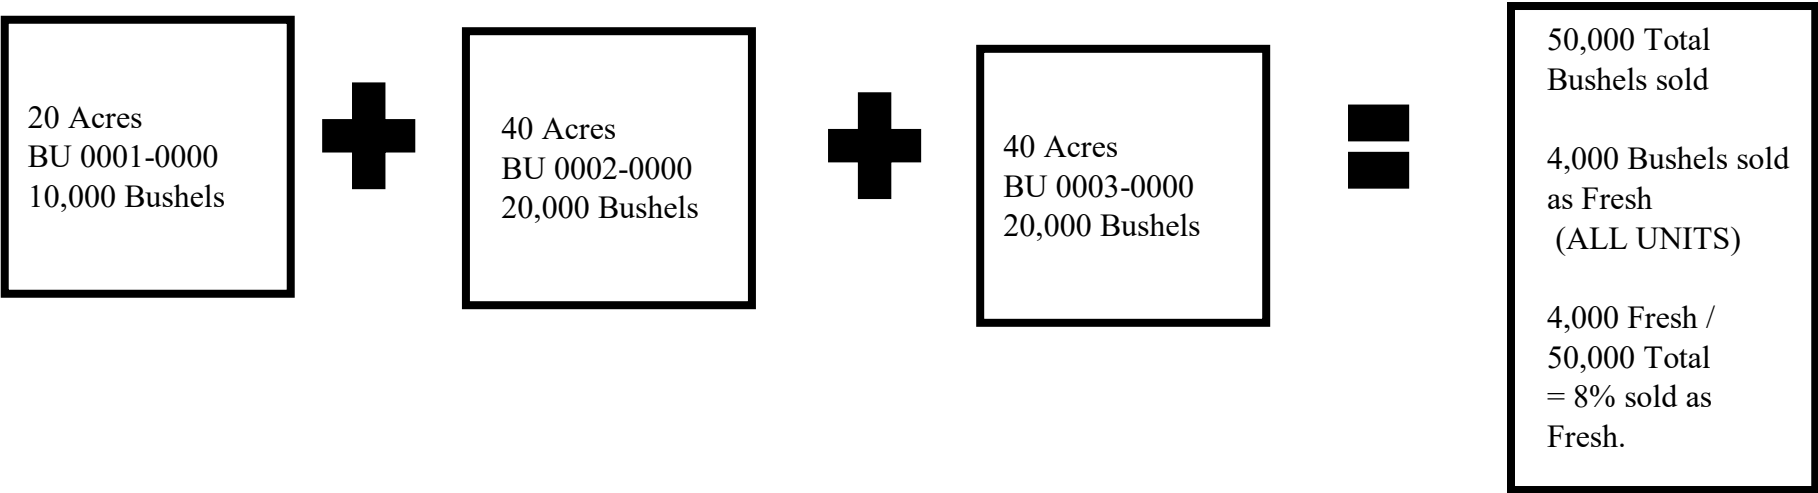 20 Acres
BU 0001-0000
10,000 Bushels
40 Acres
BU 0002-0000
20,000 Bushels
40 Acres
BU 0003-0000
20,000 Bushels
50,000 Total
Bushels sold
4,000 Bushels sold
as Fresh
(ALL UNITS)
4,000 Fresh /
50,000 Total
= 8% sold as
Fresh.